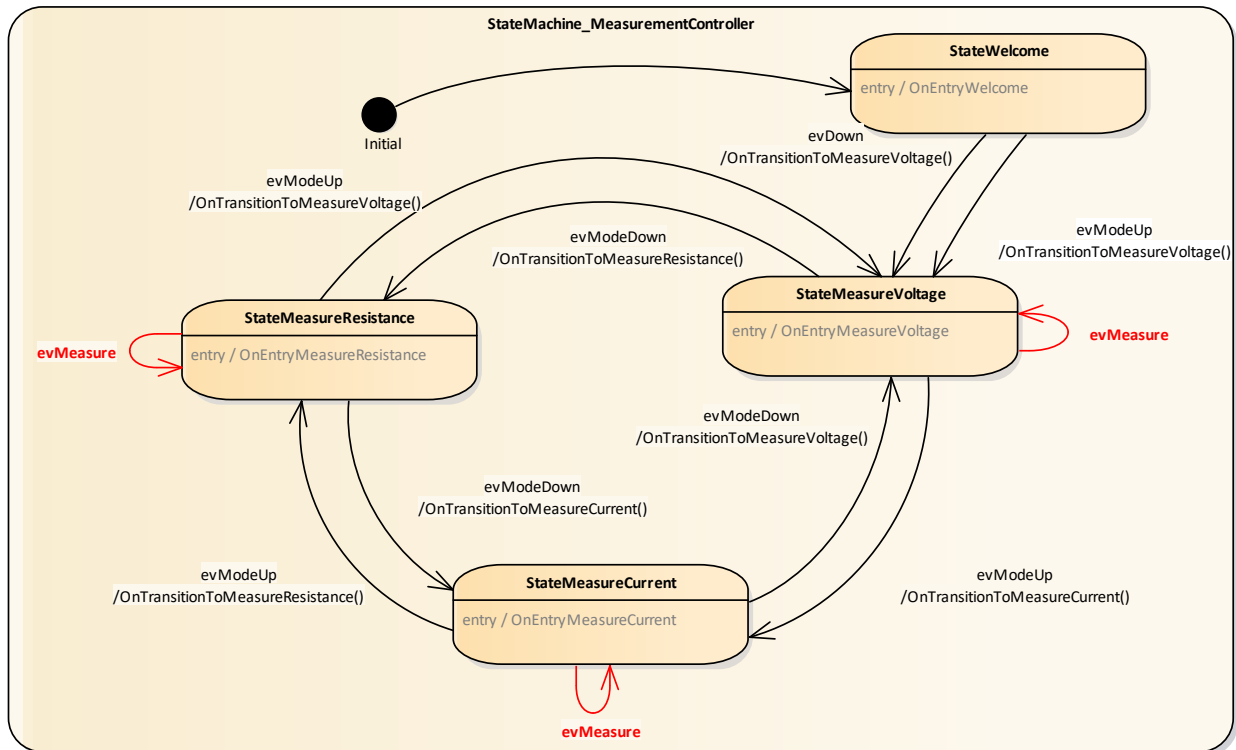 StateMachine_MeasurementController
StateWelcome
entry / OnEntryWelcome
Initial
evDown
/OnTransitionToMeasureVoltage()
evModeUp
/OnTransitionToMeasureVoltage()
evModeUp
/OnTransitionToMeasureVoltage()
evModeDown
/OnTransitionToMeasureResistance()
StateMeasureVoltage
entry / OnEntryMeasureVoltage
evMeasure
StateMeasureResistance
entry / OnEntryMeasureResistance
evMeasure
evModeDown
/OnTransitionToMeasureVoltage()
evModeDown
/OnTransitionToMeasureCurrent()
evModeUp
/OnTransitionToMeasureResistance()
StateMeasureCurrent
entry / OnEntryMeasureCurrent
evModeUp
/OnTransitionToMeasureCurrent()
evMeasure